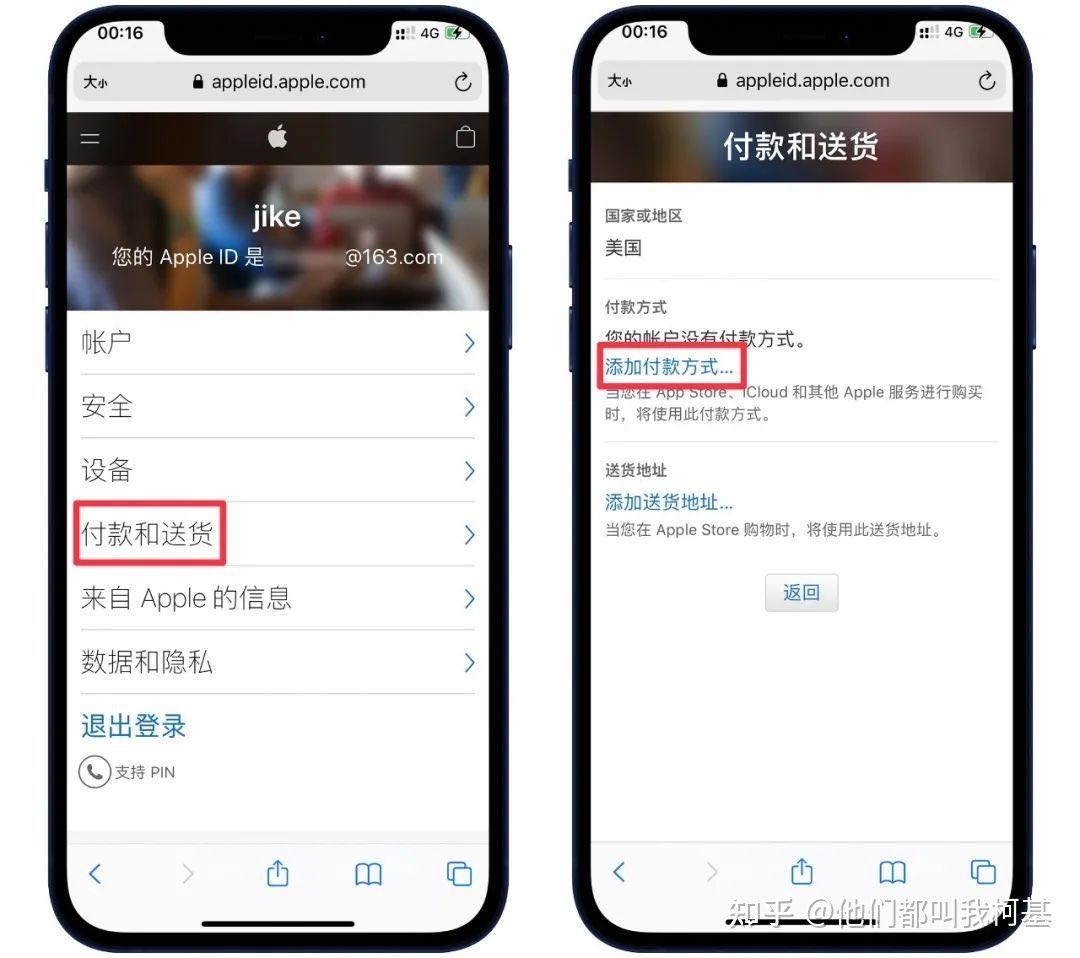 00:16
4G
大小
appleid.apple.com
jike
您的 Apple ID 是 @163.com
帐户
安全
设备
付款和送货
来自 Apple 的信息
数据和隐私
退出登录
支持 PIN
00:16
4G
大小
appleid.apple.com
付款和送货
国家或地区
美国
付款方式
您的帐户没有付款方式。
添加付款方式...
当您在 App Store、iCloud 和其他 Apple 服务进行购买
时，将使用此付款方式。
送货地址
添加送货地址...
当您在 Apple Store 购物时，将使用此送货地址。
返回
知乎 @他们都叫我柯基